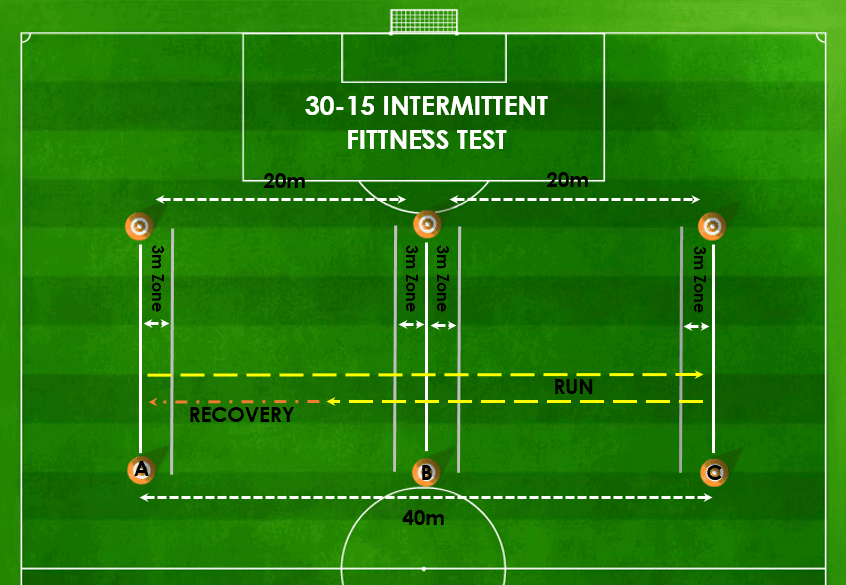 30-15 INTERMITTENT
FITTNESS TEST
20m
20m
3m Zone
3m Zone
3m Zone
3m Zone
RUN
RECOVERY
A
B
C
40m